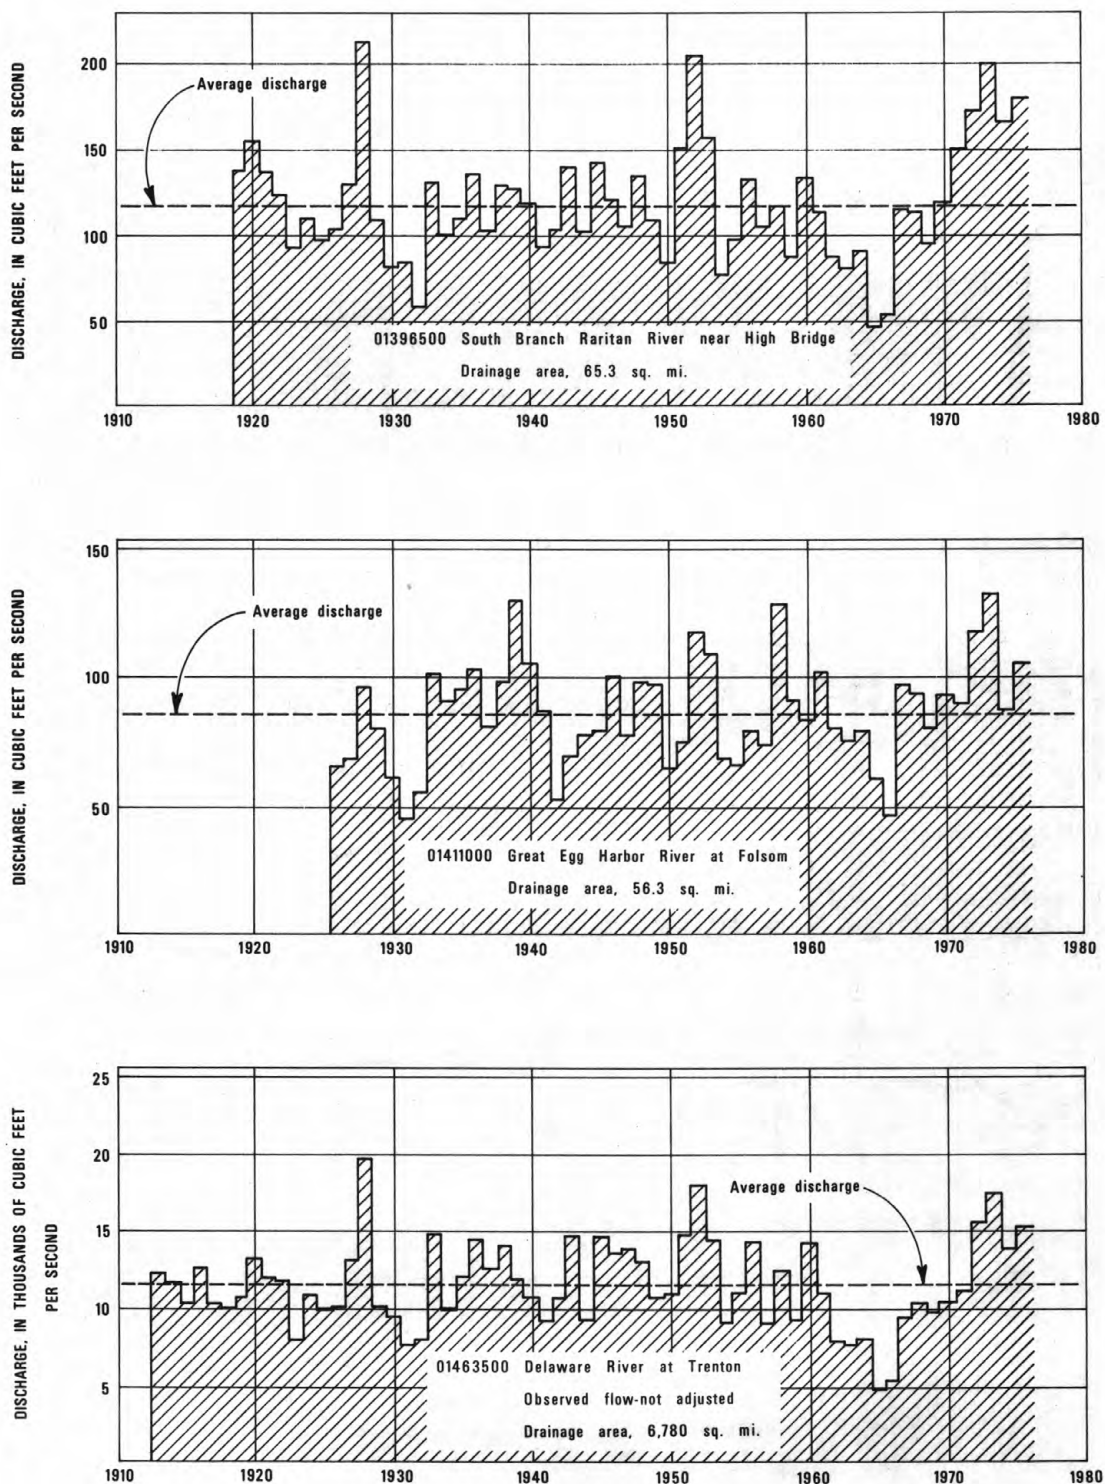 DISCHARGE, IN CUBIC FEET PER SECOND
200
150
100
50
Average discharge
01396500 South Branch Raritan River near High Bridge
Drainage area, 65.3 sq. mi.
1910 1920 1930 1940 1950 1960 1970 1980
DISCHARGE, IN CUBIC FEET PER SECOND
150
100
50
Average discharge
01411000 Great Egg Harbor River at Folsom
Drainage area, 56.3 sq. mi.
1910 1920 1930 1940 1950 1960 1970 1980
DISCHARGE, IN THOUSANDS OF CUBIC FEET
PER SECOND
25
20
15
10
5
Average discharge
01463500 Delaware River at Trenton
Observed flow-not adjusted
Drainage area, 6,780 sq. mi.
1910 1920 1930 1940 1950 1960 1970 1980